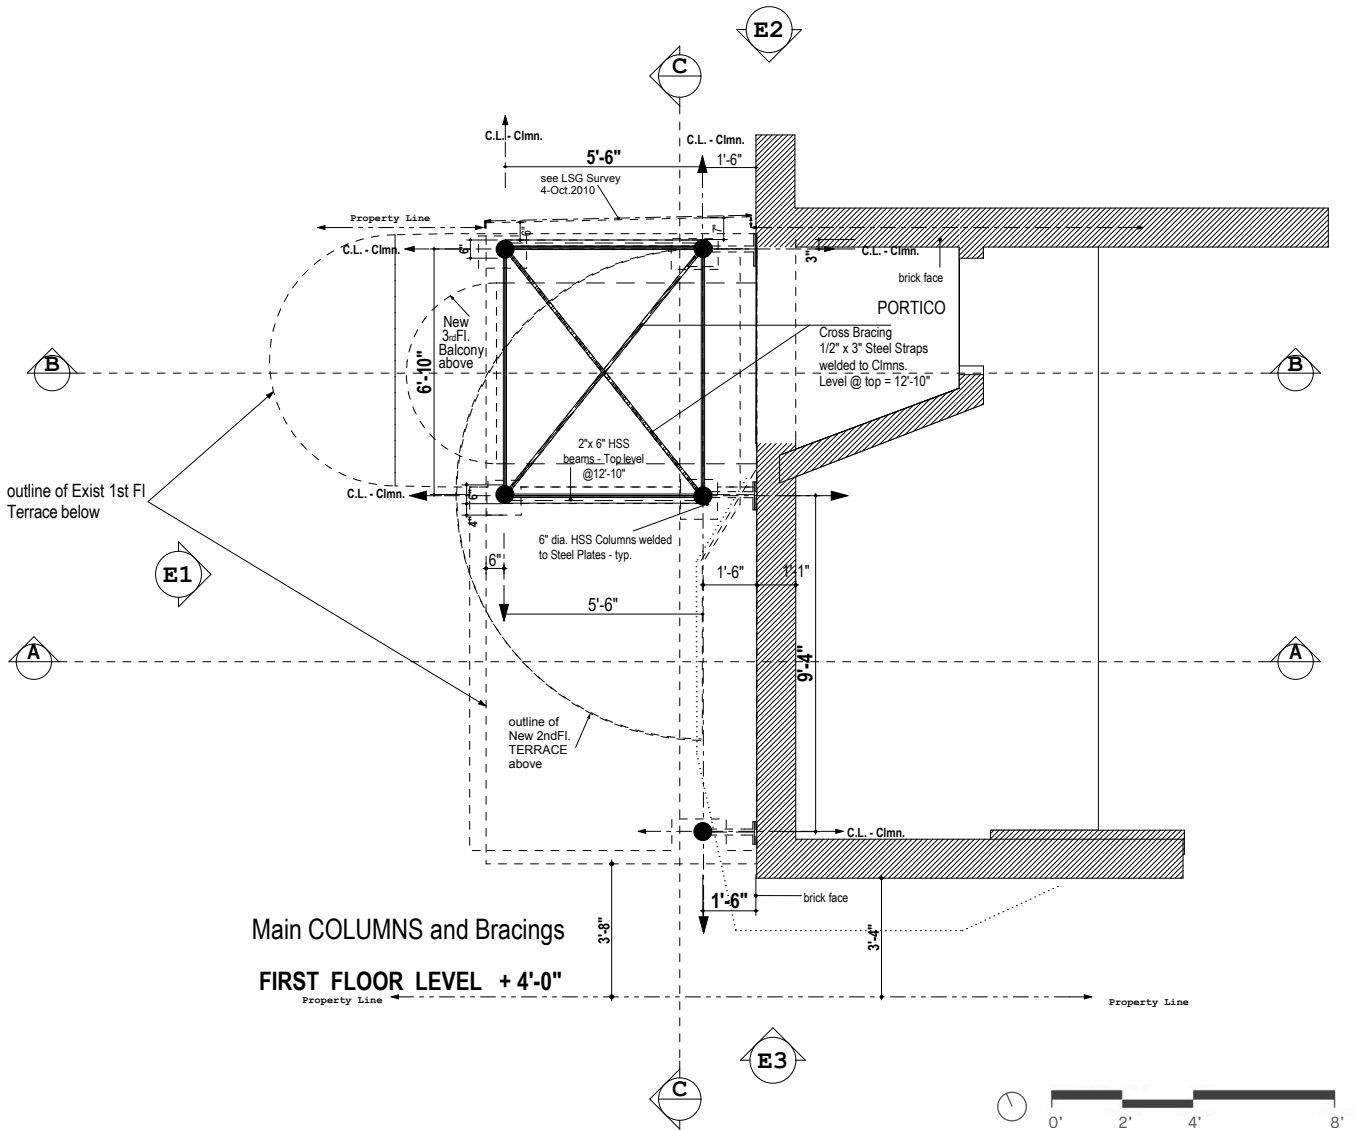 E2
C
C.L. - Clmn.
C.L. - Clmn.
5'-6"
1'-6"
see LSG Survey
4-Oct.2010
Property Line
6"
7"
C.L. - Clmn.
6"
3"
C.L. - Clmn.
brick face
PORTICO
New
3rdFl.
Balcony
above
Cross Bracing
1/2" x 3" Steel Straps
welded to Clmns.
Level @ top = 12'-10"
B
B
6'-10"
2"x 6" HSS
beams - Top level
@12'-10"
outline of Exist 1st Fl
Terrace below
C.L. - Clmn.
6"
4"
6" dia. HSS Columns welded
to Steel Plates - typ.
E1
6"
1'-6"
1'-1"
5'-6"
A
A
9'-4"
outline of
New 2ndFl.
TERRACE
above
C.L. - Clmn.
1'-6"
brick face
Main COLUMNS and Bracings
3'-8"
3'-4"
FIRST FLOOR LEVEL + 4'-0"
Property Line
Property Line
E3
C
0' 2' 4' 8'